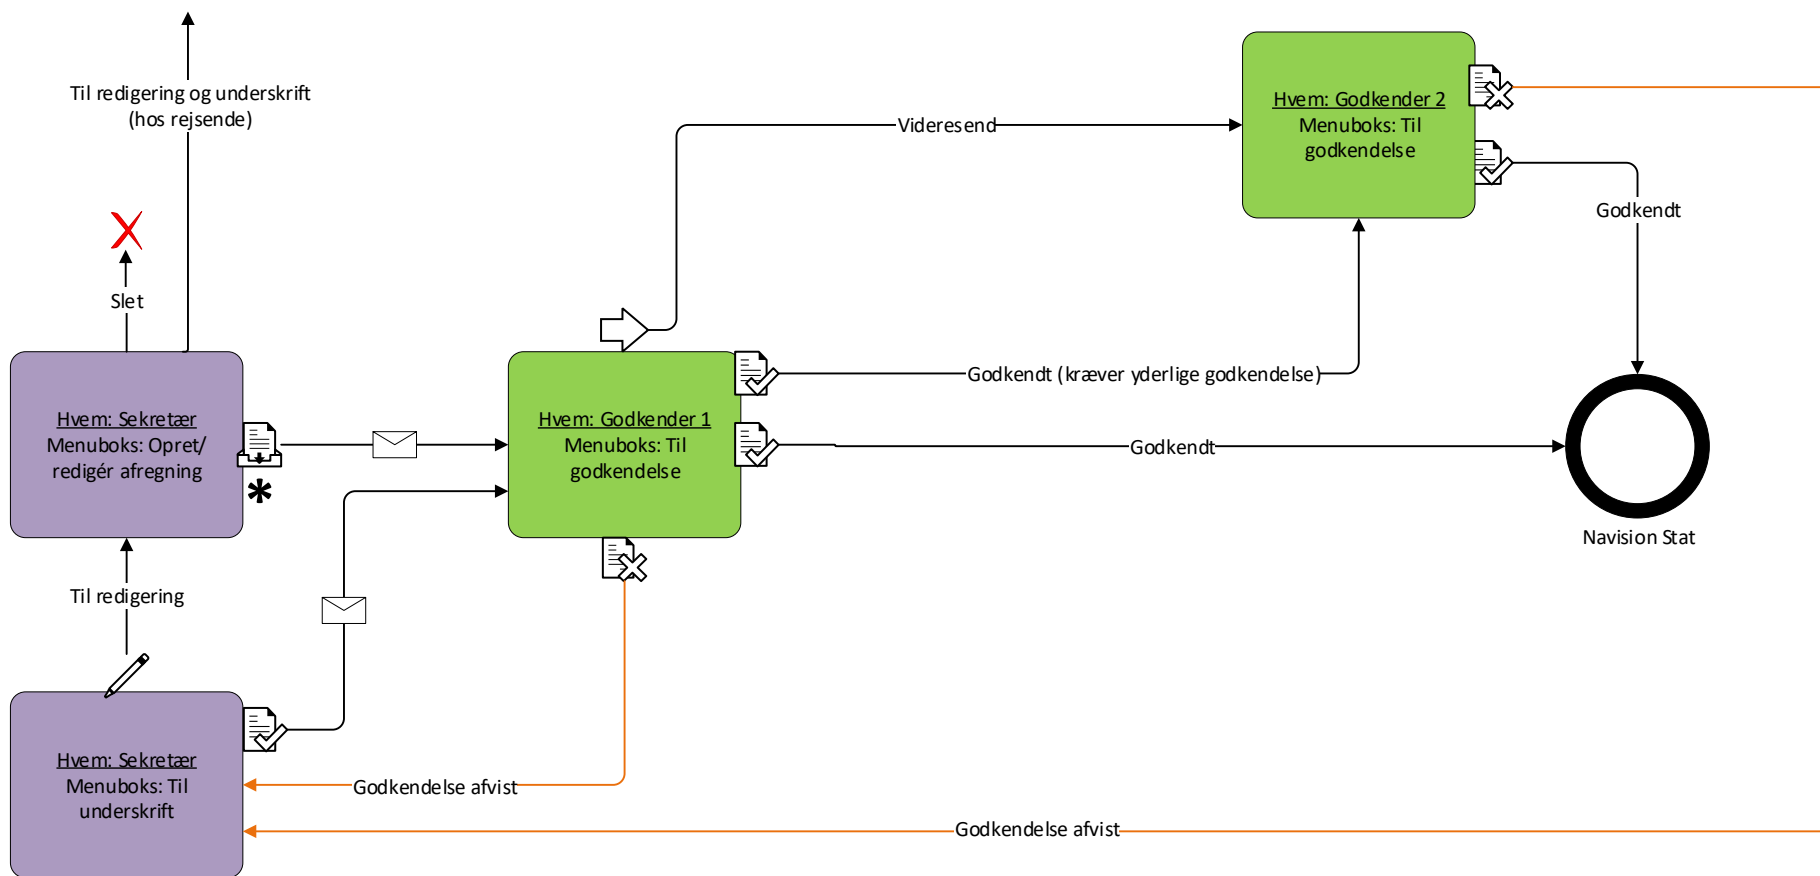 Til redigering og underskrift
(hos rejsende)
Slet
Hvem: Sekretær
Menuboks: Opret/
redigér afregning
Til redigering
Hvem: Sekretær
Menuboks: Til
underskrift
Hvem: Godkender 1
Menuboks: Til
godkendelse
Videresend
Godkendt (kræver yderlige godkendelse)
Godkendt
Hvem: Godkender 2
Menuboks: Til
godkendelse
Godkendt
Navision Stat
Godkendelse afvist
Godkendelse afvist